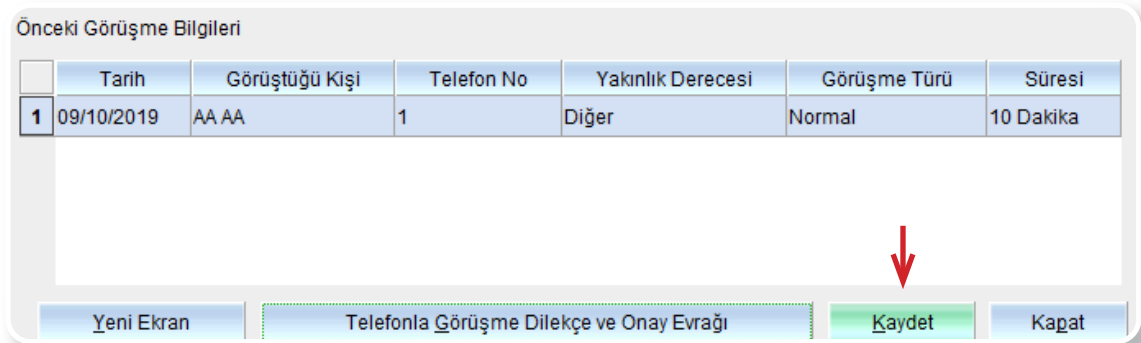 Önceki Görüşme Bilgileri
Tarih Görüştüğü Kişi Telefon No Yakınlık Derecesi Görüşme Türü Süresi
1 09/10/2019 AA AA 1 Diğer Normal 10 Dakika
Yeni Ekran Telefonla Görüşme Dilekçe ve Onay Evrağı Kaydet Kapat